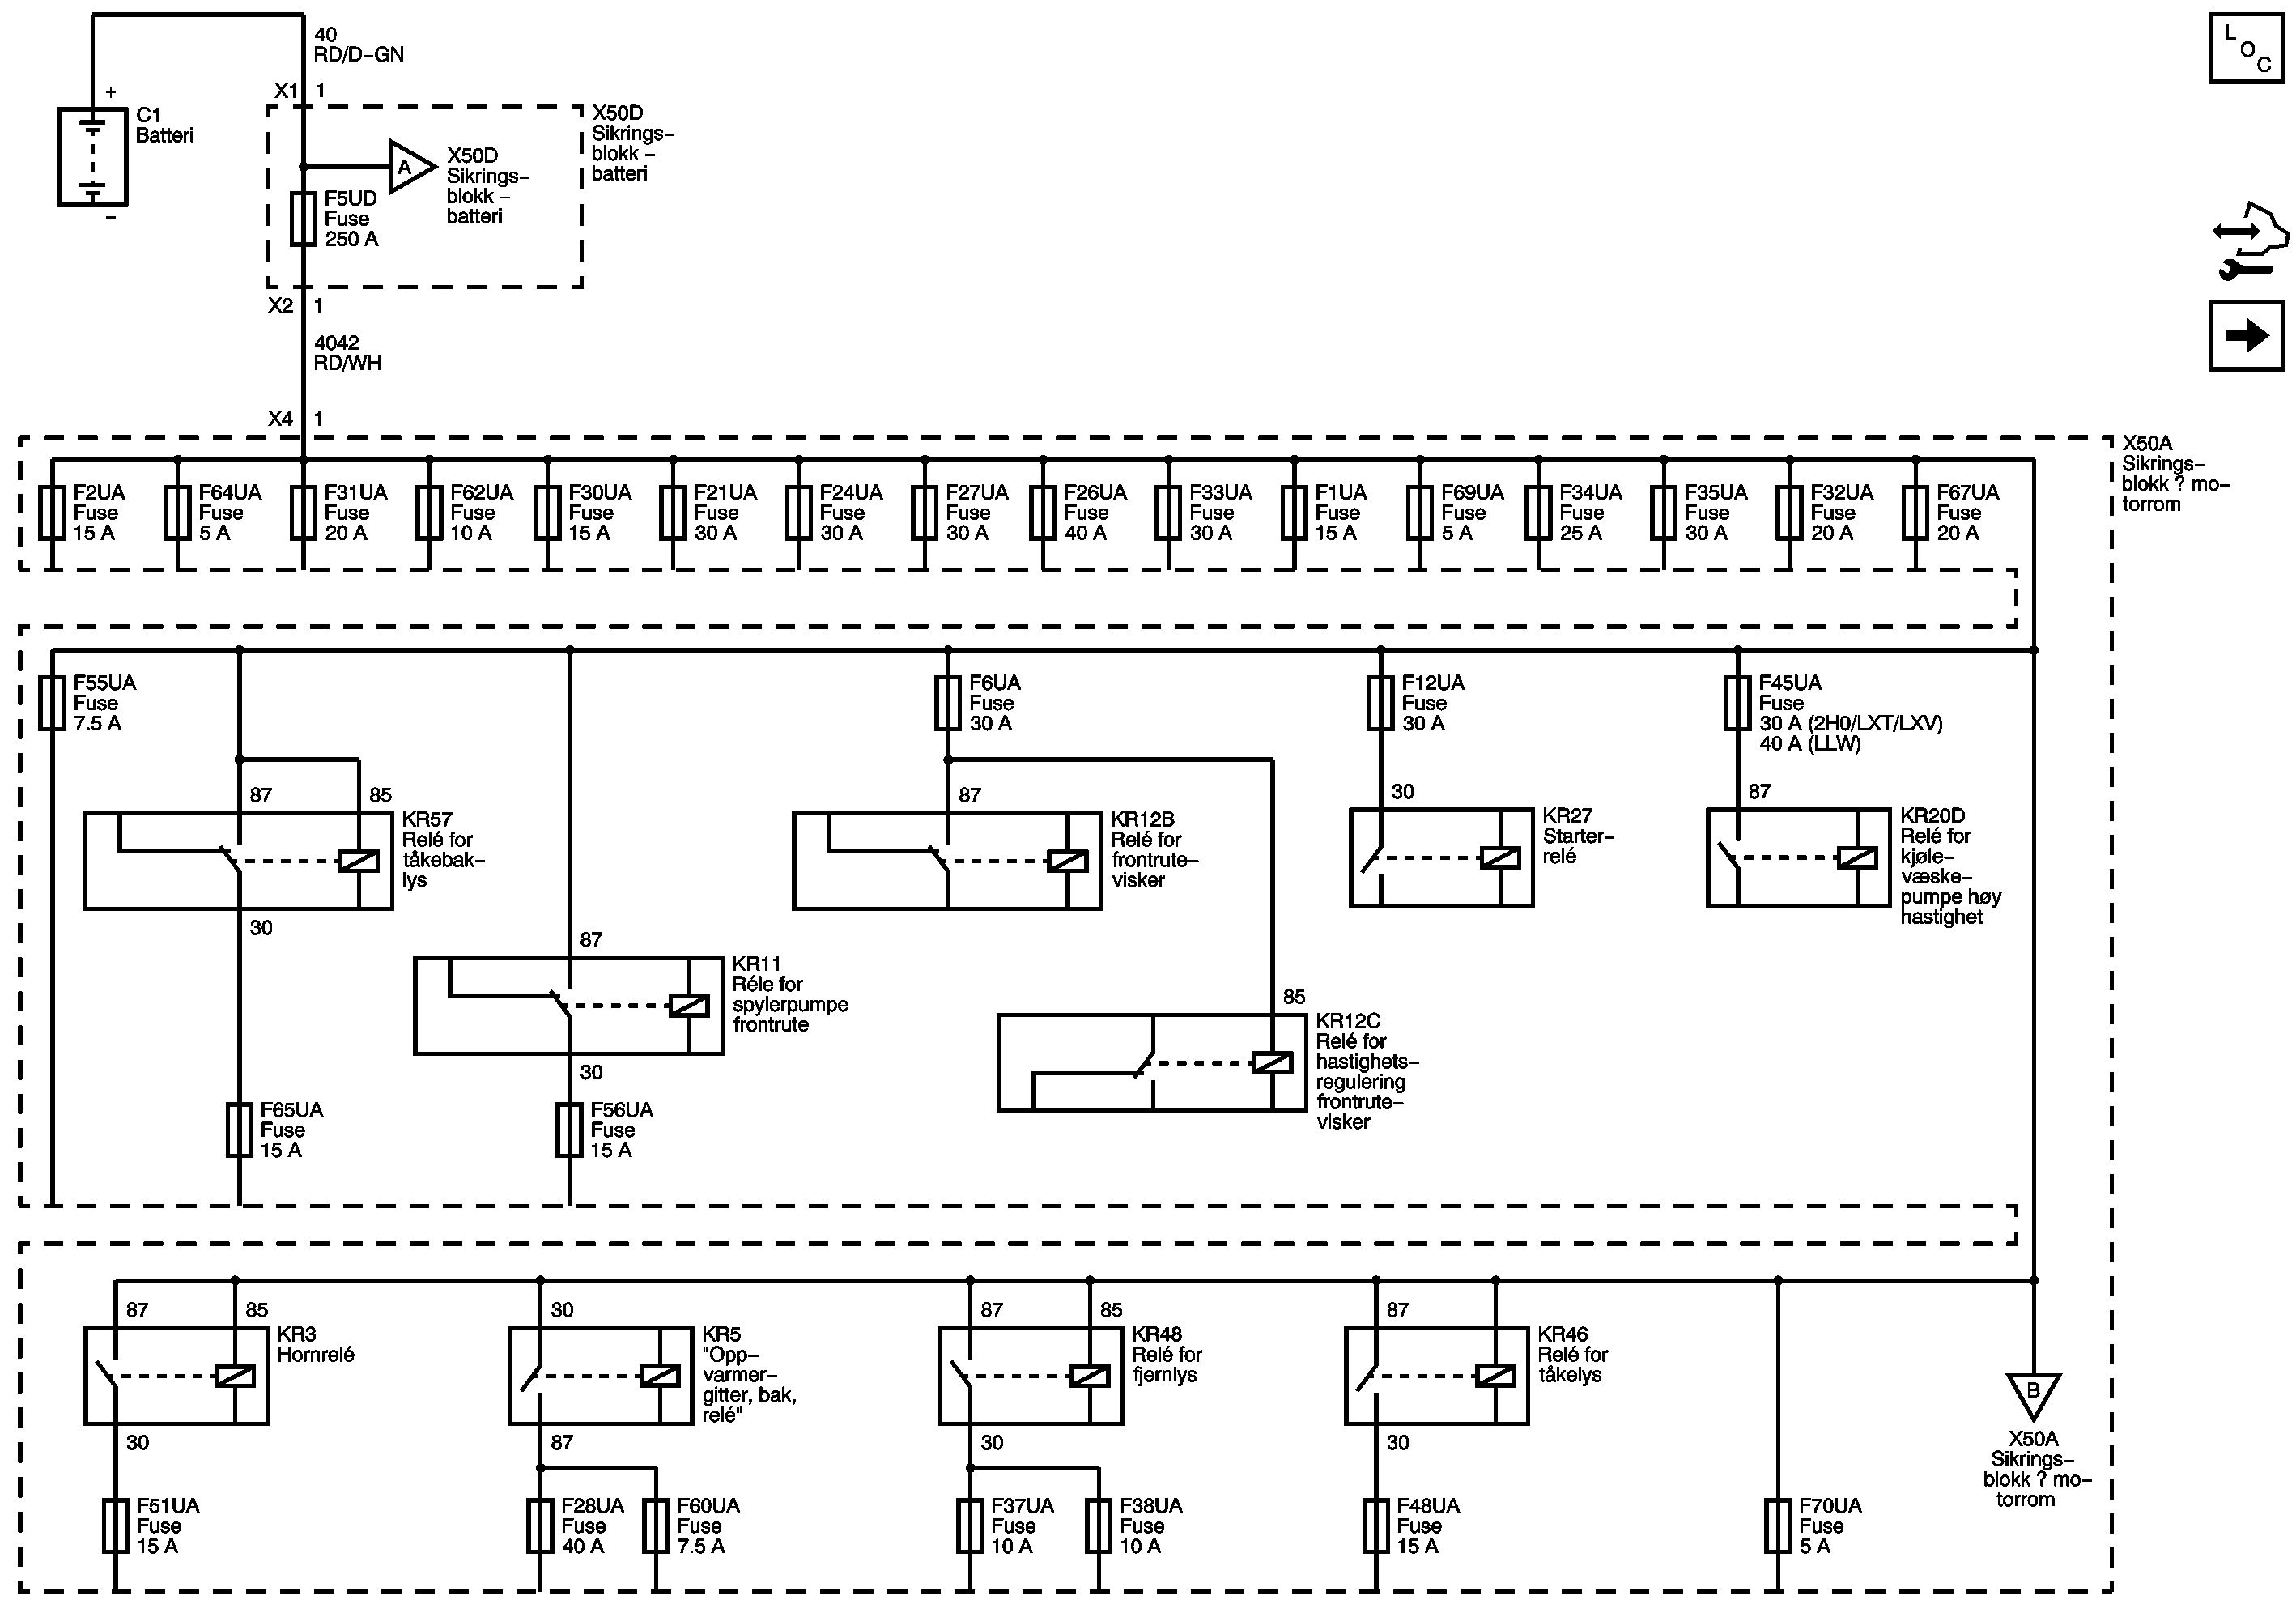 40
RD/D-GN
X1 1
+
C1
Batteri
-
X50D
Sikrings-
blokk -
batteri
A
X50D
Sikrings-
blokk -
batteri
F5UD
Fuse
250 A
X2 1
4042
RD/WH
X4 1
L
O
C
X50A
Sikrings-
blokk ? mo-
torrom
F2UA
Fuse
15 A
F64UA
Fuse
5 A
F31UA
Fuse
20 A
F62UA
Fuse
10 A
F30UA
Fuse
15 A
F21UA
Fuse
30 A
F24UA
Fuse
30 A
F27UA
Fuse
30 A
F26UA
Fuse
40 A
F33UA
Fuse
30 A
F1UA
Fuse
15 A
F69UA
Fuse
5 A
F34UA
Fuse
25 A
F35UA
Fuse
30 A
F32UA
Fuse
20 A
F67UA
Fuse
20 A
F55UA
Fuse
7.5 A
F6UA
Fuse
30 A
F12UA
Fuse
30 A
F45UA
Fuse
30 A (2H0/LXT/LXV)
40 A (LLW)
87
85
KR57
Relé for
tåkebak-
lys
30
87
KR12B
Relé for
frontrute-
visker
30
KR27
Starter-
relé
87
KR20D
Relé for
kjøle-
væske-
pumpe høy
hastighet
87
KR11
Réle for
spylerpumpe
frontrute
30
85
KR12C
Relé for
hastighets-
regulering
frontrute-
visker
F65UA
Fuse
15 A
F56UA
Fuse
15 A
87
85
KR3
Hornrelé
30
30
KR5
"Opp-
varmer-
gitter, bak,
relé"
87
87
85
KR48
Relé for
fjernlys
30
87
KR46
Relé for
tåkelys
30
B
X50A
Sikrings-
blokk ? mo-
torrom
F51UA
Fuse
15 A
F28UA
Fuse
40 A
F60UA
Fuse
7.5 A
F37UA
Fuse
10 A
F38UA
Fuse
10 A
F48UA
Fuse
15 A
F70UA
Fuse
5 A